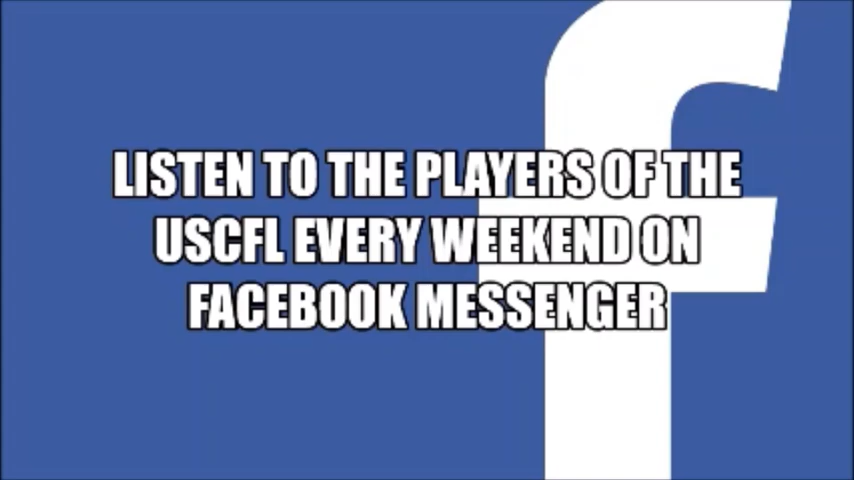 LISTEN TO THE PLAYERS OF THE
USCFL EVERY WEEKEND ON
FACEBOOK MESSENGER